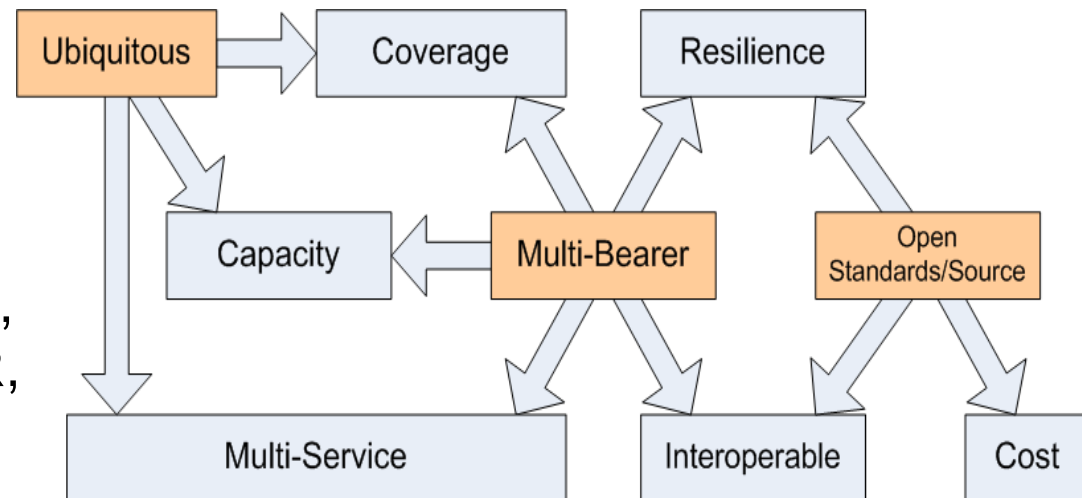 Ubiquitous
Coverage
Resilience
Capacity
Multi-Bearer
Open
Standards/Source
,
,
Multi-Service
Interoperable
Cost